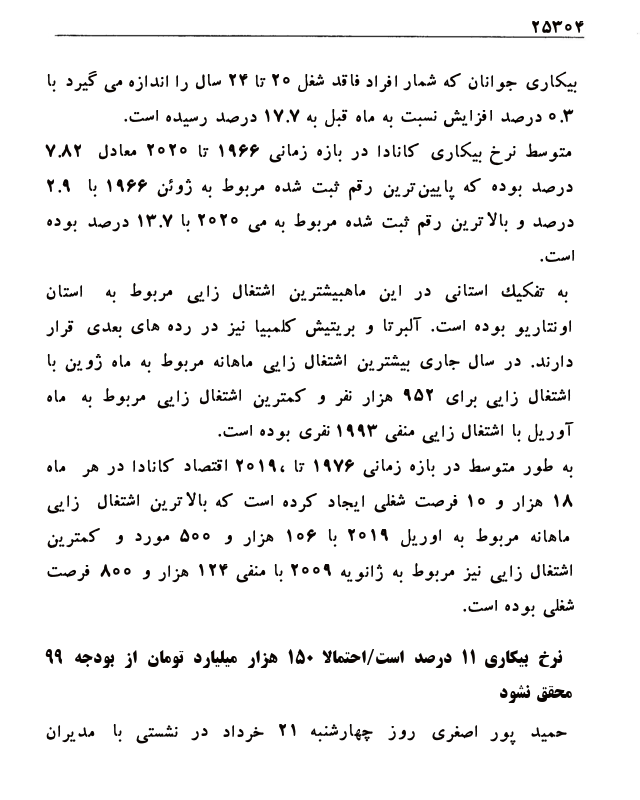 ۲۵۳۰۴
بیکاری جوانان که شمار افراد فاقد شغل ۲۰ تا ۲۴ سال را اندازه می گیرد با
۰.۳ درصد افزایش نسبت به ماه قبل به ۱۷.۷ درصد رسیده است.
متوسط نرخ بیکاری کانادا در بازه زمانی ۱۹۶۶ تا ۲۰۲۰ معادل ۷.۸۲
درصد بوده که پایین‌ترین رقم ثبت شده مربوط به ژوئن ۱۹۶۶ با ۲.۹
درصد و بالاترین رقم ثبت شده مربوط به می ۲۰۲۰ با ۱۳.۷ درصد بوده
است.
به تفکیك استانی در این ماهبیشترین اشتغال زایی مربوط به استان
اونتاریو بوده است. آلبرتا و بریتیش کلمبیا نیز در رده های بعدی قرار
دارند. در سال جاری بیشترین اشتغال زایی ماهانه مربوط به ماه ژوین با
اشتغال زایی برای ۹۵۲ هزار نفر و کمترین اشتغال زایی مربوط به ماه
آوریل با اشتغال زایی منفی ۱۹۹۳ نفری بوده است.
به طور متوسط در بازه زمانی ۱۹۷۶ تا ،۲۰۱۹ اقتصاد کانادا در هر ماه
۱۸ هزار و ۱۰ فرصت شغلی ایجاد کرده است که بالاترین اشتغال زایی
ماهانه مربوط به اوریل ۲۰۱۹ با ۱۰۶ هزار و ۵۰۰ مورد و کمترین
اشتغال زایی نیز مربوط به ژانویه ۲۰۰۹ با منفی ۱۲۴ هزار و ۸۰۰ فرصت
شغلی بوده است.
نرخ بیکاری ۱۱ درصد است/احتمالا ۱۵۰ هزار میلیارد تومان از بودجه ۹۹
محقق نشود
حمید پور اصغری روز چهارشنبه ۲۱ خرداد در نشستی با مدیران